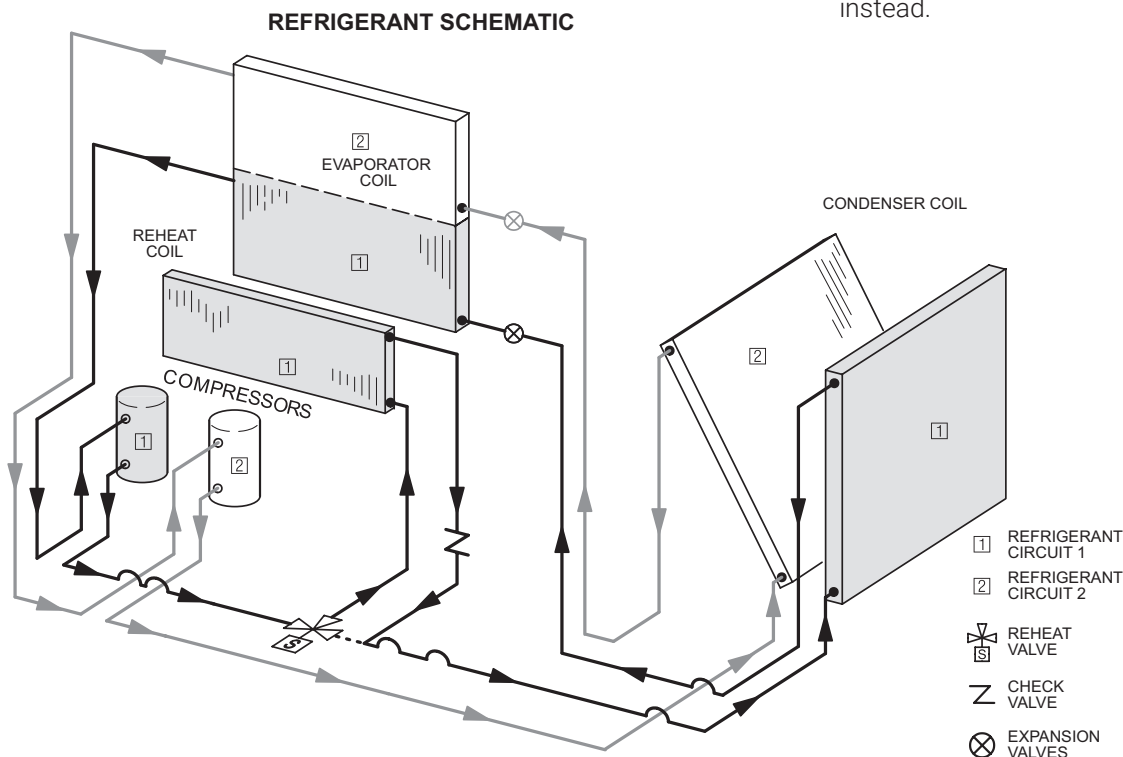 instead.
REFRIGERANT SCHEMATIC
2
EVAPORATOR
COIL
CONDENSER COIL
REHEAT
COIL
1
2
1
COMPRESSORS
1
1
2
S
1 REFRIGERANT
CIRCUIT 1
2 REFRIGERANT
CIRCUIT 2
S REHEAT
VALVE
CHECK
VALVE
EXPANSION
VALVES